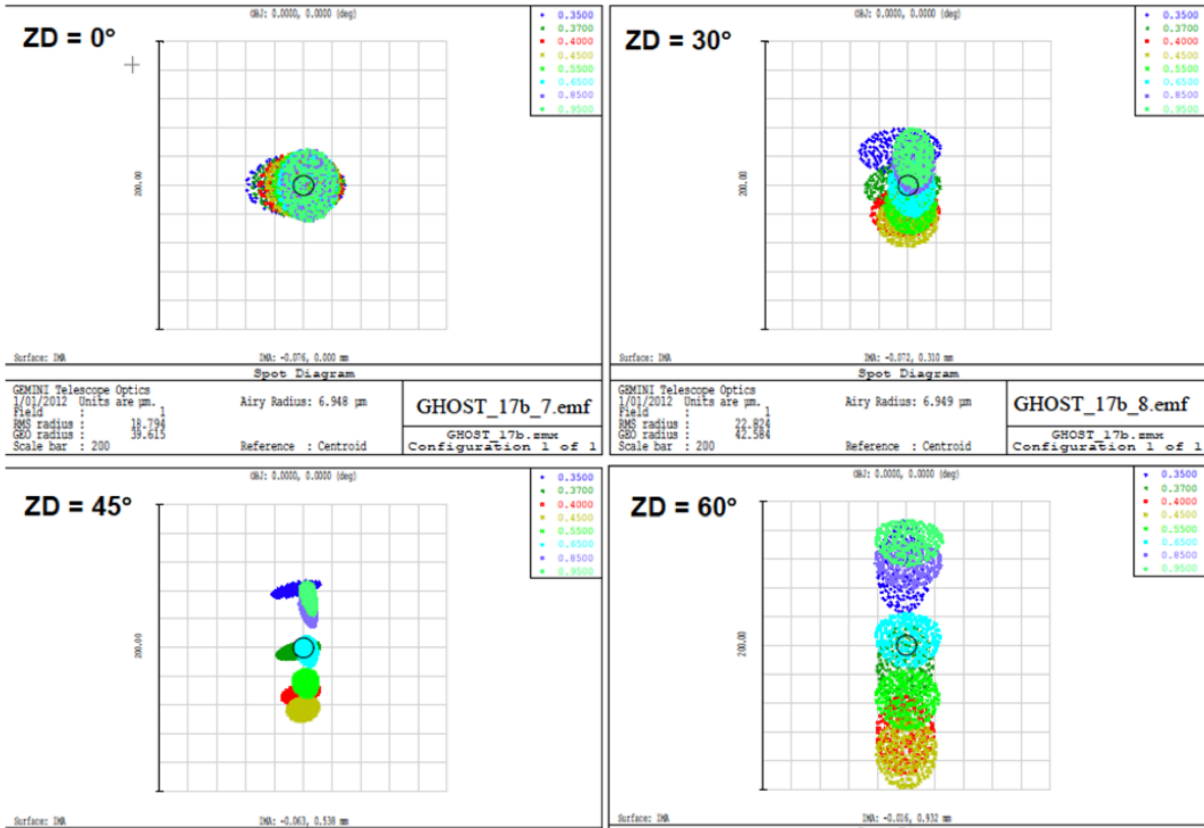 ZD = 0°
OBJ: 0.0000, 0.0000 (deg)
0.3500
0.3700
0.4000
0.4500
0.5500
0.6500
0.8500
0.9500
200.00
Surface: IMA
IMA: -0.076, 0.000 mm
Spot Diagram
GEMINI Telescope Optics
1/01/2012 Units are µm.
Field : 1
RMS radius : 18.794
GEO radius : 39.615
Scale bar : 200
Airy Radius: 6.948 µm
Reference : Centroid
GHOST_17b_7.emf
GHOST_17b.zmx
Configuration 1 of 1
ZD = 30°
OBJ: 0.0000, 0.0000 (deg)
0.3500
0.3700
0.4000
0.4500
0.5500
0.6500
0.8500
0.9500
200.00
Surface: IMA
IMA: -0.072, 0.310 mm
Spot Diagram
GEMINI Telescope Optics
1/01/2012 Units are µm.
Field : 1
RMS radius : 22.824
GEO radius : 42.584
Scale bar : 200
Airy Radius: 6.949 µm
Reference : Centroid
GHOST_17b_8.emf
GHOST_17b.zmx
Configuration 1 of 1
ZD = 45°
OBJ: 0.0000, 0.0000 (deg)
0.3500
0.3700
0.4000
0.4500
0.5500
0.6500
0.8500
0.9500
200.00
Surface: IMA
IMA: -0.063, 0.538 mm
ZD = 60°
OBJ: 0.0000, 0.0000 (deg)
0.3500
0.3700
0.4000
0.4500
0.5500
0.6500
0.8500
0.9500
200.00
Surface: IMA
IMA: -0.016, 0.932 mm